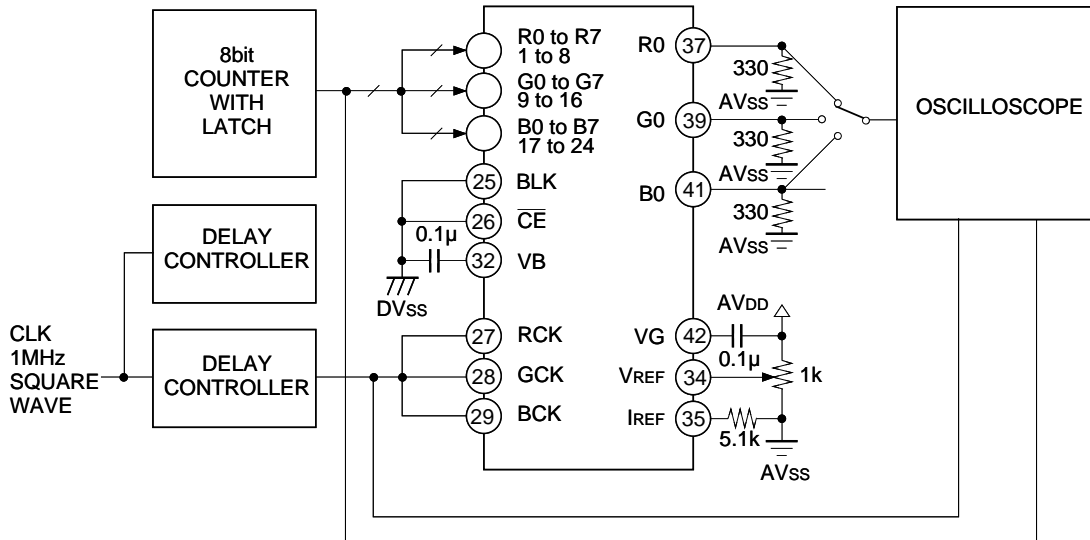 8bit
COUNTER
WITH
LATCH
R0 to R7
1 to 8
G0 to G7
9 to 16
B0 to B7
17 to 24
25
BLK
26
CE
0.1µ
32
VB
DVss
DELAY
CONTROLLER
CLK
1MHz
SQUARE
WAVE
DELAY
CONTROLLER
27
RCK
28
GCK
29
BCK
R0
37
330
AVss
G0
39
330
AVss
B0
41
330
AVss
OSCILLOSCOPE
AVDD
VG
42
0.1µ
VREF
34
1k
IREF
35
5.1k
AVss